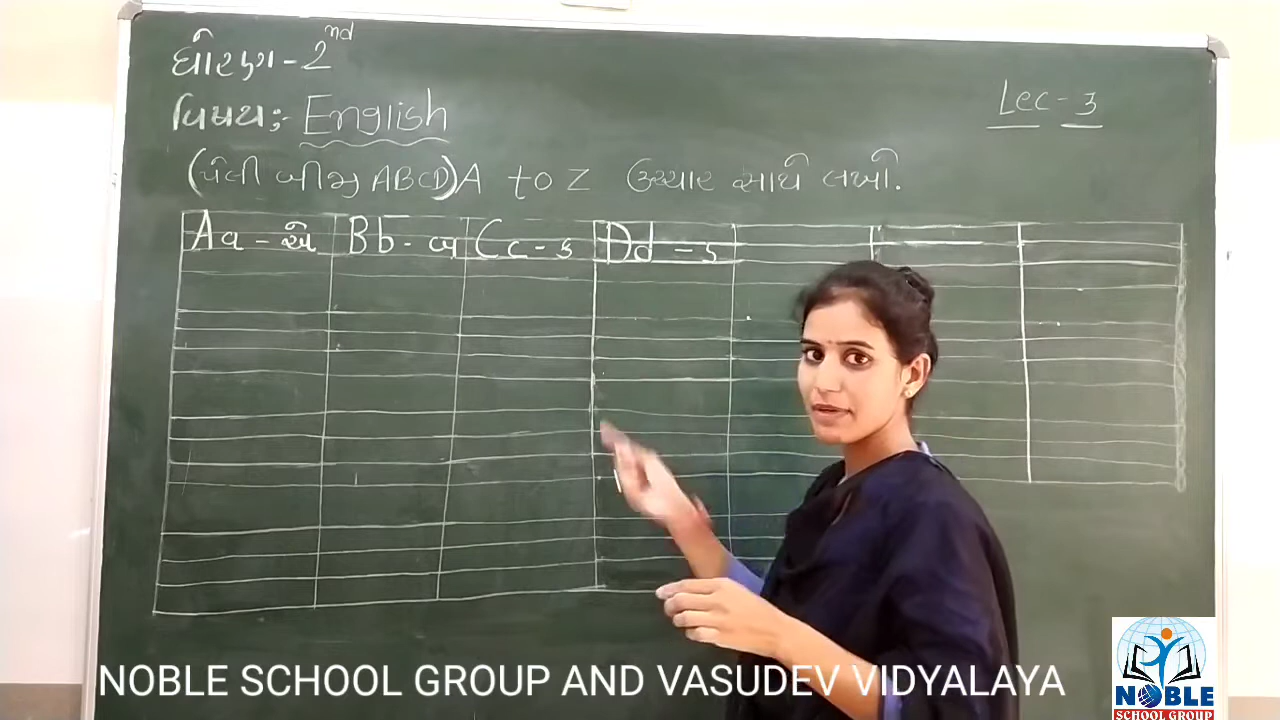 ધોરણ - 2nd
વિષય :- English
Lec - 3
(પેલી બીજી ABCD) A to Z ઉચ્ચાર સાથે લખો.
Aa - એ Bb - બ Cc - ક Dd - ડ
NOBLE SCHOOL GROUP AND VASUDEV VIDYALAYA
NOBLE
SCHOOL GROUP